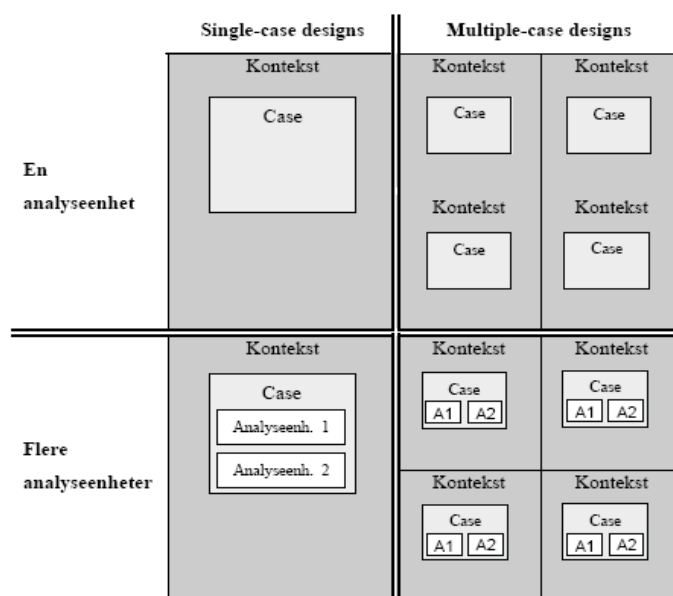 Single-case designs
Multiple-case designs
Kontekst
Kontekst
Kontekst
Case
Case
Case
En
analyseenhet
Kontekst
Kontekst
Case
Case
Kontekst
Kontekst
Kontekst
Case
Case
Case
A1 A2
A1 A2
Analyseenh. 1
Analyseenh. 2
Flere
analyseenheter
Kontekst
Kontekst
Case
Case
A1 A2
A1 A2